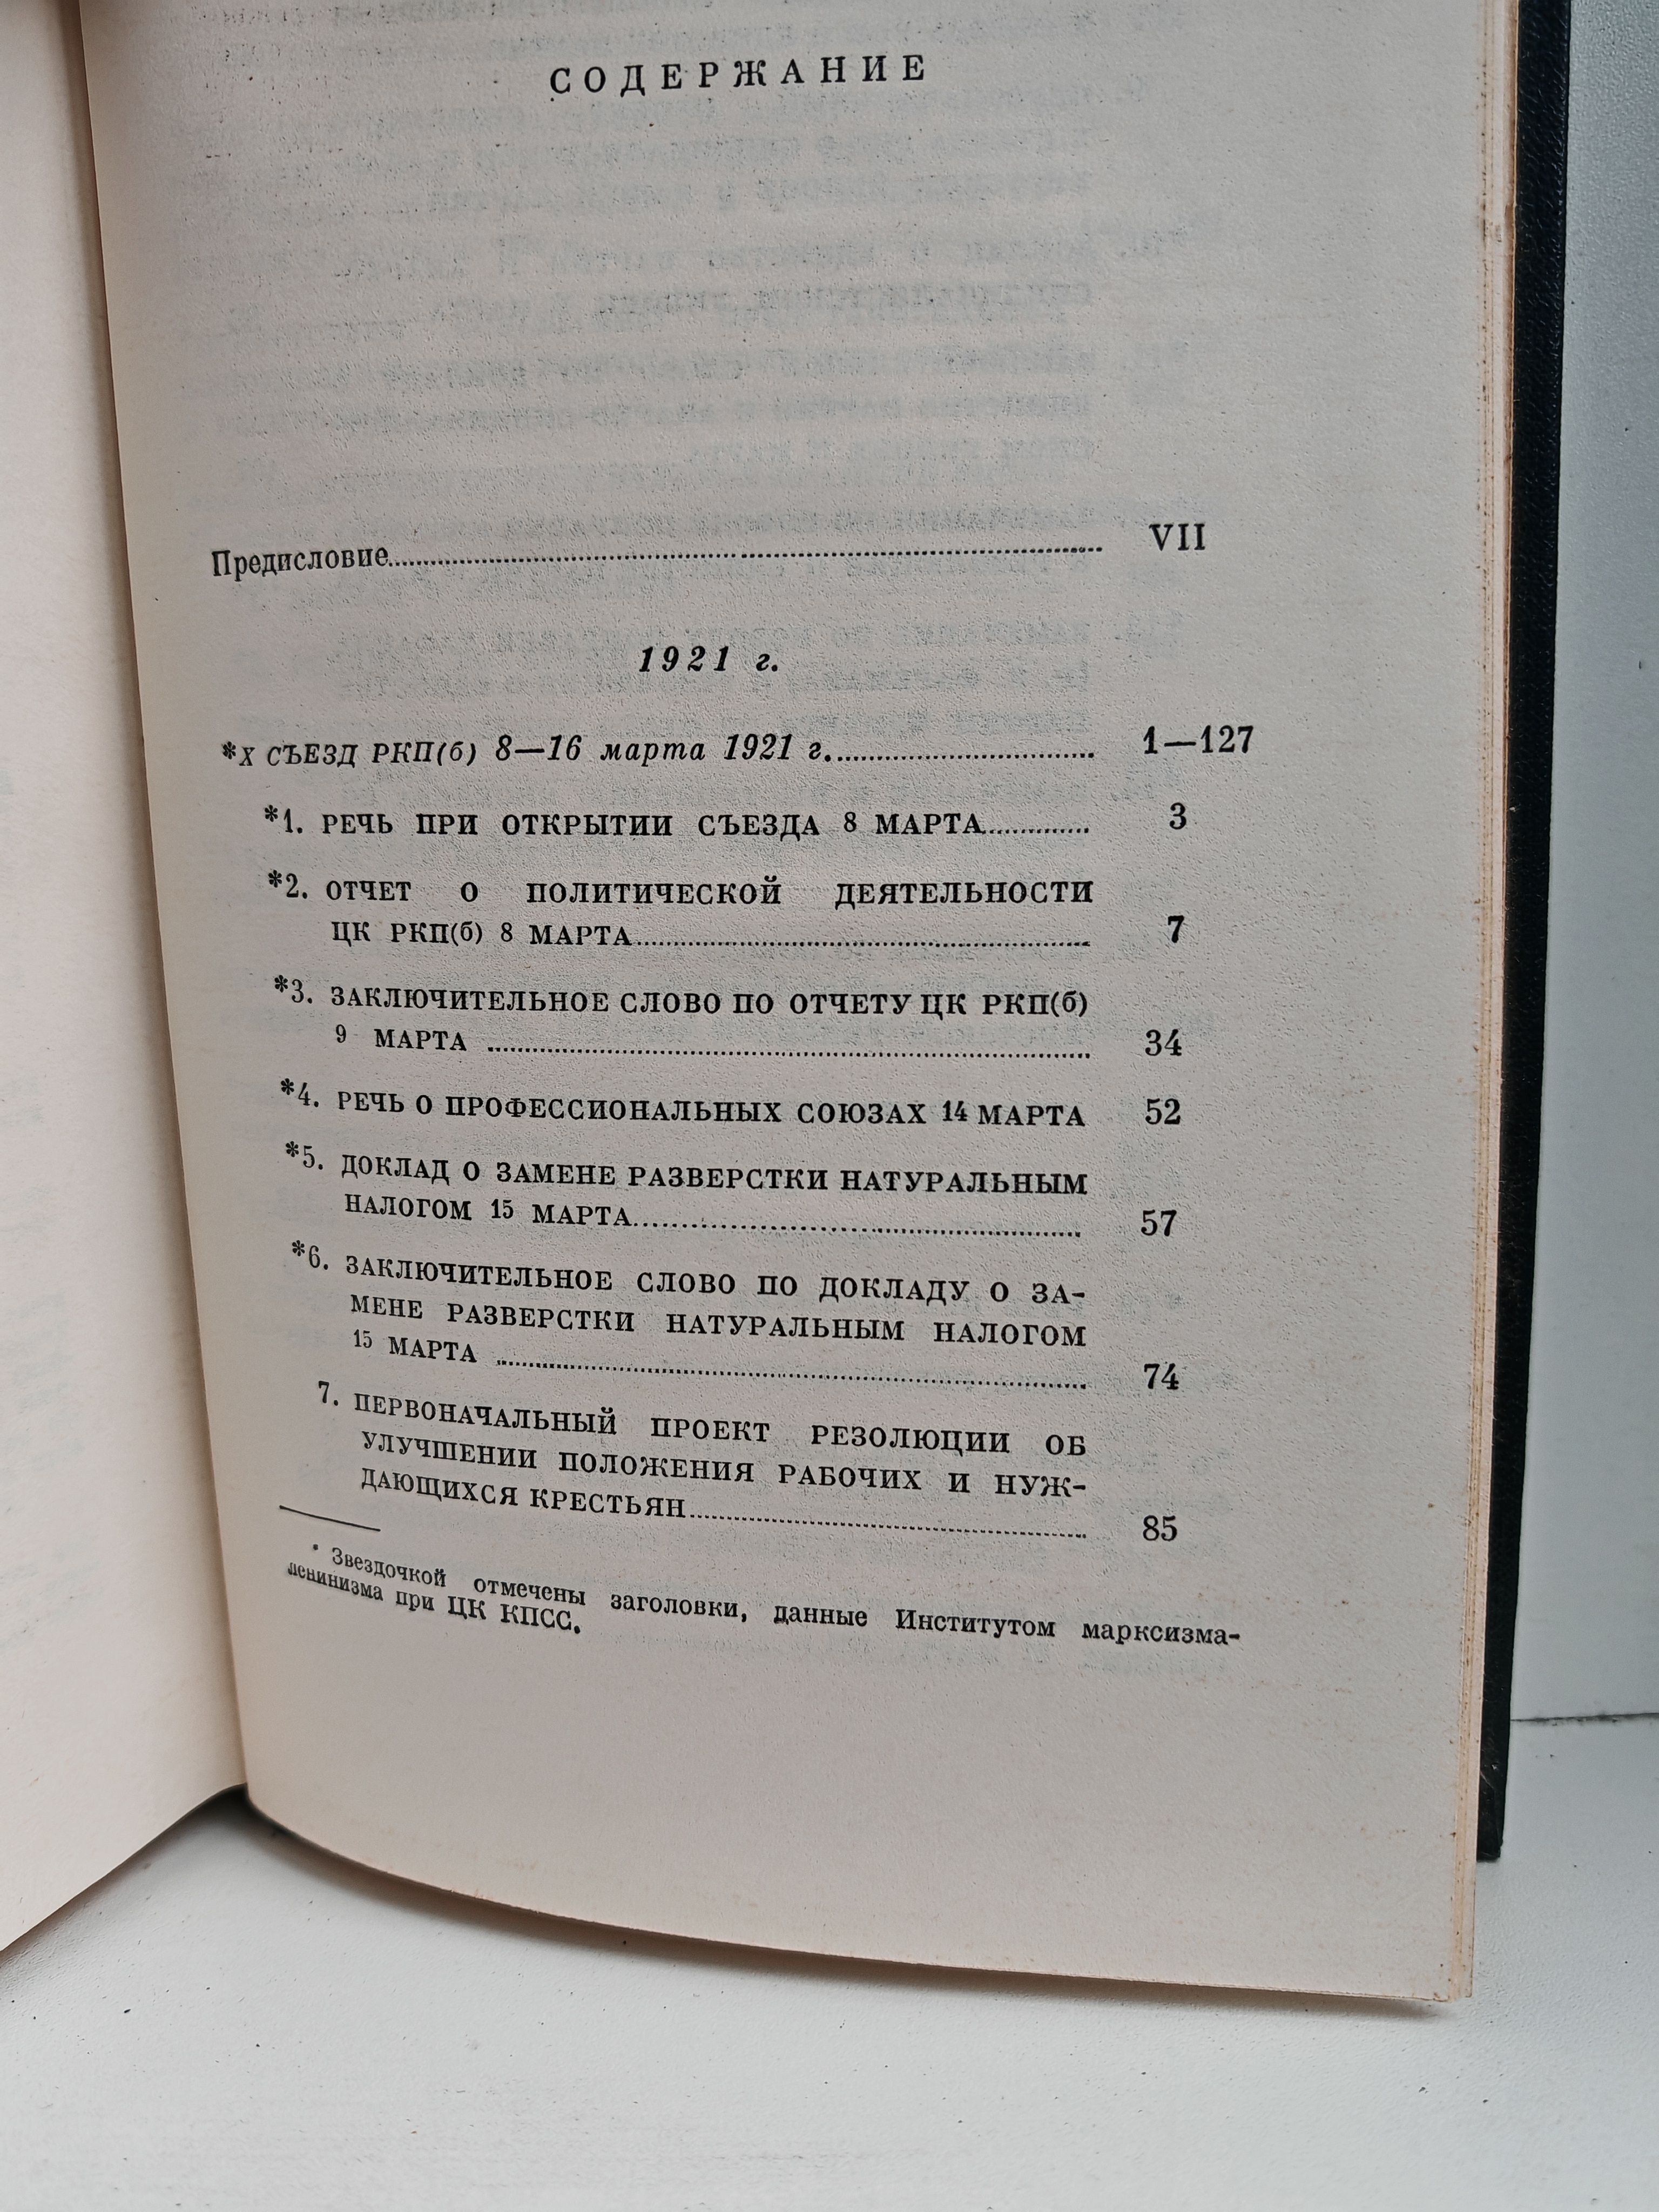 СОДЕРЖАНИЕ
Предисловие VII
1921 г.
*X СЪЕЗД РКП(б) 8—16 марта 1921 г. 1—127
*1. РЕЧЬ ПРИ ОТКРЫТИИ СЪЕЗДА 8 МАРТА 3
*2. ОТЧЕТ О ПОЛИТИЧЕСКОЙ ДЕЯТЕЛЬНОСТИ
ЦК РКП(б) 8 МАРТА 7
*3. ЗАКЛЮЧИТЕЛЬНОЕ СЛОВО ПО ОТЧЕТУ ЦК РКП(б)
9 МАРТА 34
*4. РЕЧЬ О ПРОФЕССИОНАЛЬНЫХ СОЮЗАХ 14 МАРТА 52
*5. ДОКЛАД О ЗАМЕНЕ РАЗВЕРСТКИ НАТУРАЛЬНЫМ
НАЛОГОМ 15 МАРТА 57
*6. ЗАКЛЮЧИТЕЛЬНОЕ СЛОВО ПО ДОКЛАДУ О ЗА-
МЕНЕ РАЗВЕРСТКИ НАТУРАЛЬНЫМ НАЛОГОМ
15 МАРТА 74
7. ПЕРВОНАЧАЛЬНЫЙ ПРОЕКТ РЕЗОЛЮЦИИ ОБ
УЛУЧШЕНИИ ПОЛОЖЕНИЯ РАБОЧИХ И НУЖ-
ДАЮЩИХСЯ КРЕСТЬЯН 85
* Звездочкой отмечены заголовки, данные Институтом марксизма-
ленинизма при ЦК КПСС.